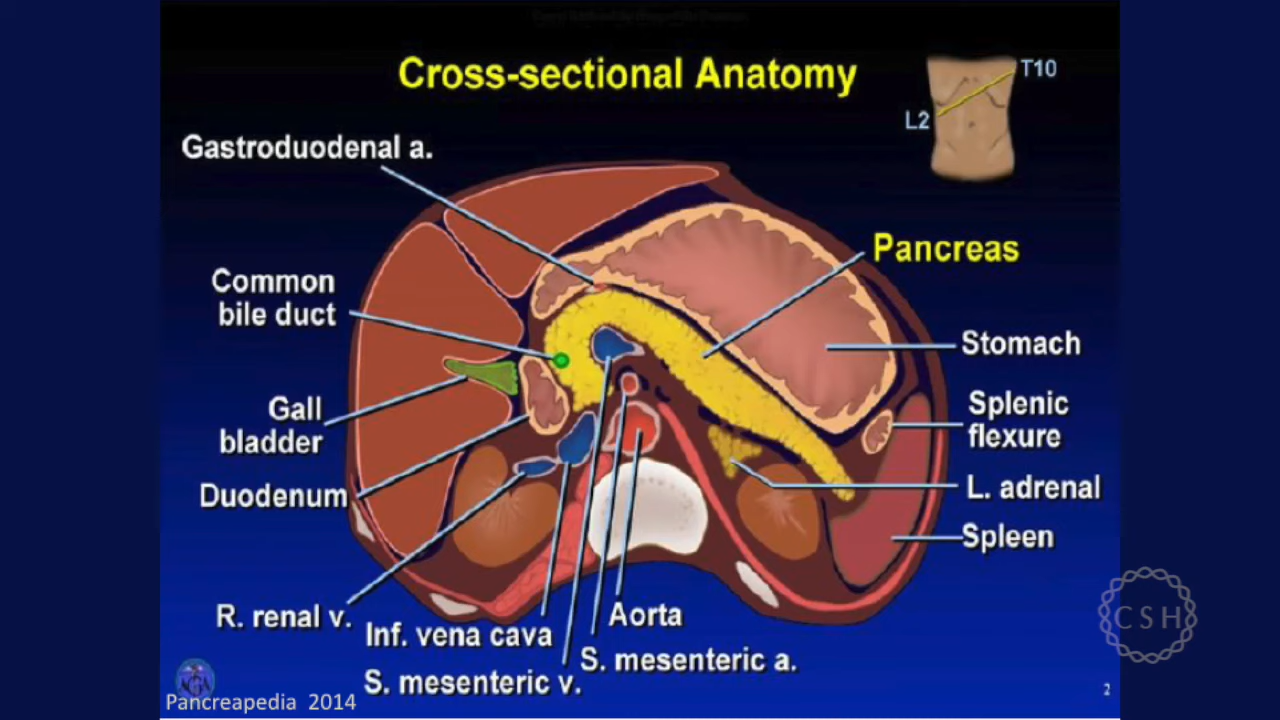 Cross-sectional Anatomy
T10
L2
Gastroduodenal a.
Pancreas
Common
bile duct
Stomach
Gall
bladder
Splenic
flexure
Duodenum
L. adrenal
Spleen
R. renal v.
Inf. vena cava
Aorta
S. mesenteric a.
S. mesenteric v.
CSH
Pancreapedia 2014
2